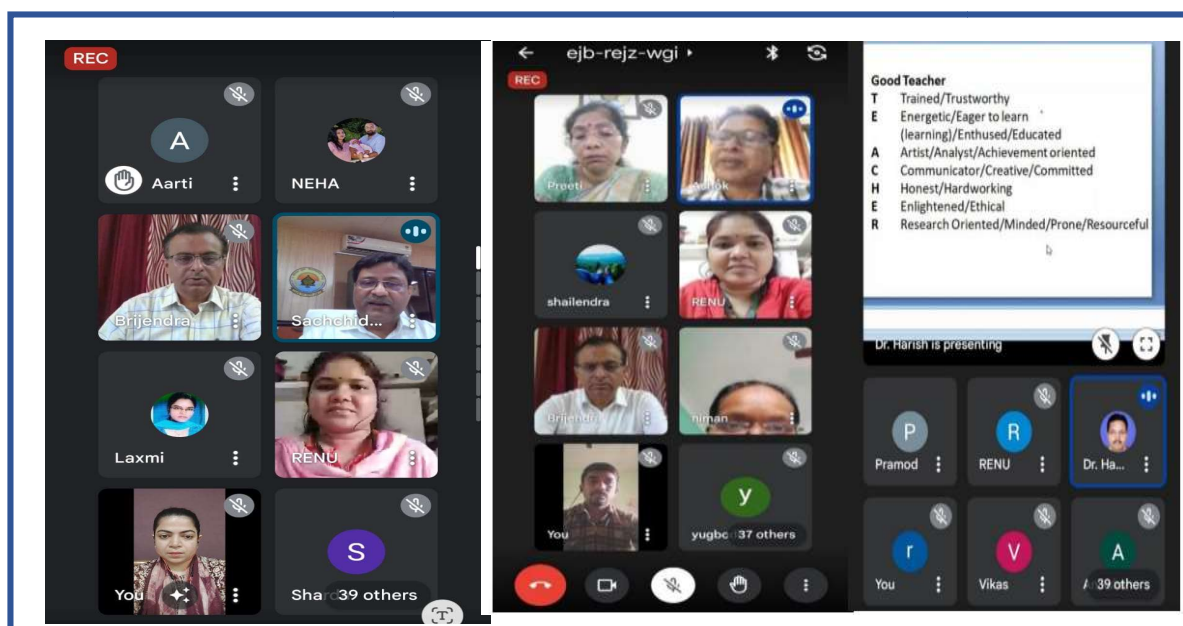 REC
A
Aarti
NEHA
Brijendra
Sachchid...
Laxmi
RENU
You
S
39 others
ejb-rejz-wgi
REC
Preeti
Ashok
shailendra
RENU
niman
You
y
37 others
Good Teacher
T Trained/Trustworthy
E Energetic/Eager to learn
(learning)/Enthused/Educated
A Artist/Analyst/Achievement oriented
C Communicator/Creative/Committed
H Honest/Hardworking
E Enlightened/Ethical
R Research Oriented/Minded/Prone/Resourceful
Dr. Harish is presenting
P
Pramod
R
RENU
Dr. Ha...
r
You
V
Vikas
A
39 others